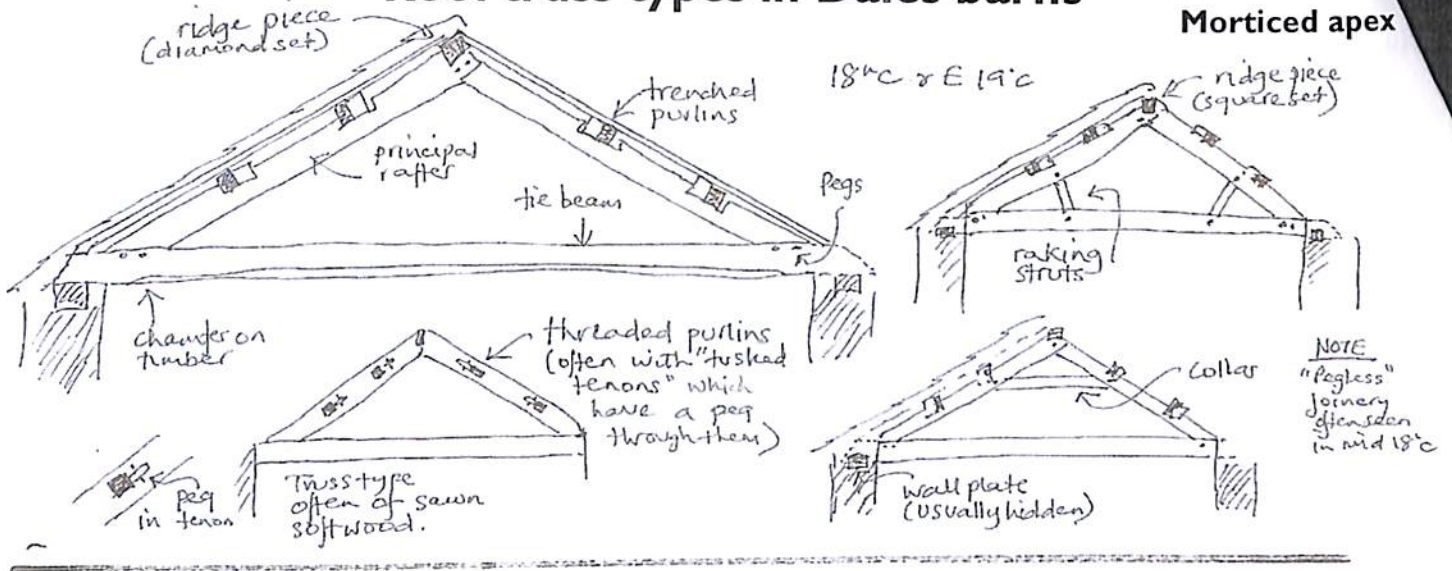 Roof truss types in Dales barns
Morticed apex
ridge piece
(diamond set)
trenched
purlins
principal
rafter
tie beam
Pegs
chamfer on
timber
18thC & E 19thC
ridge piece
(square set)
raking
struts
threaded purlins
(often with "tusked
tenons" which
have a peg
through them)
Peg
in tenon
Truss type
often of sawn
softwood.
collar
wall plate
(usually hidden)
NOTE
"Pegless"
joinery
often seen
in mid 18thC